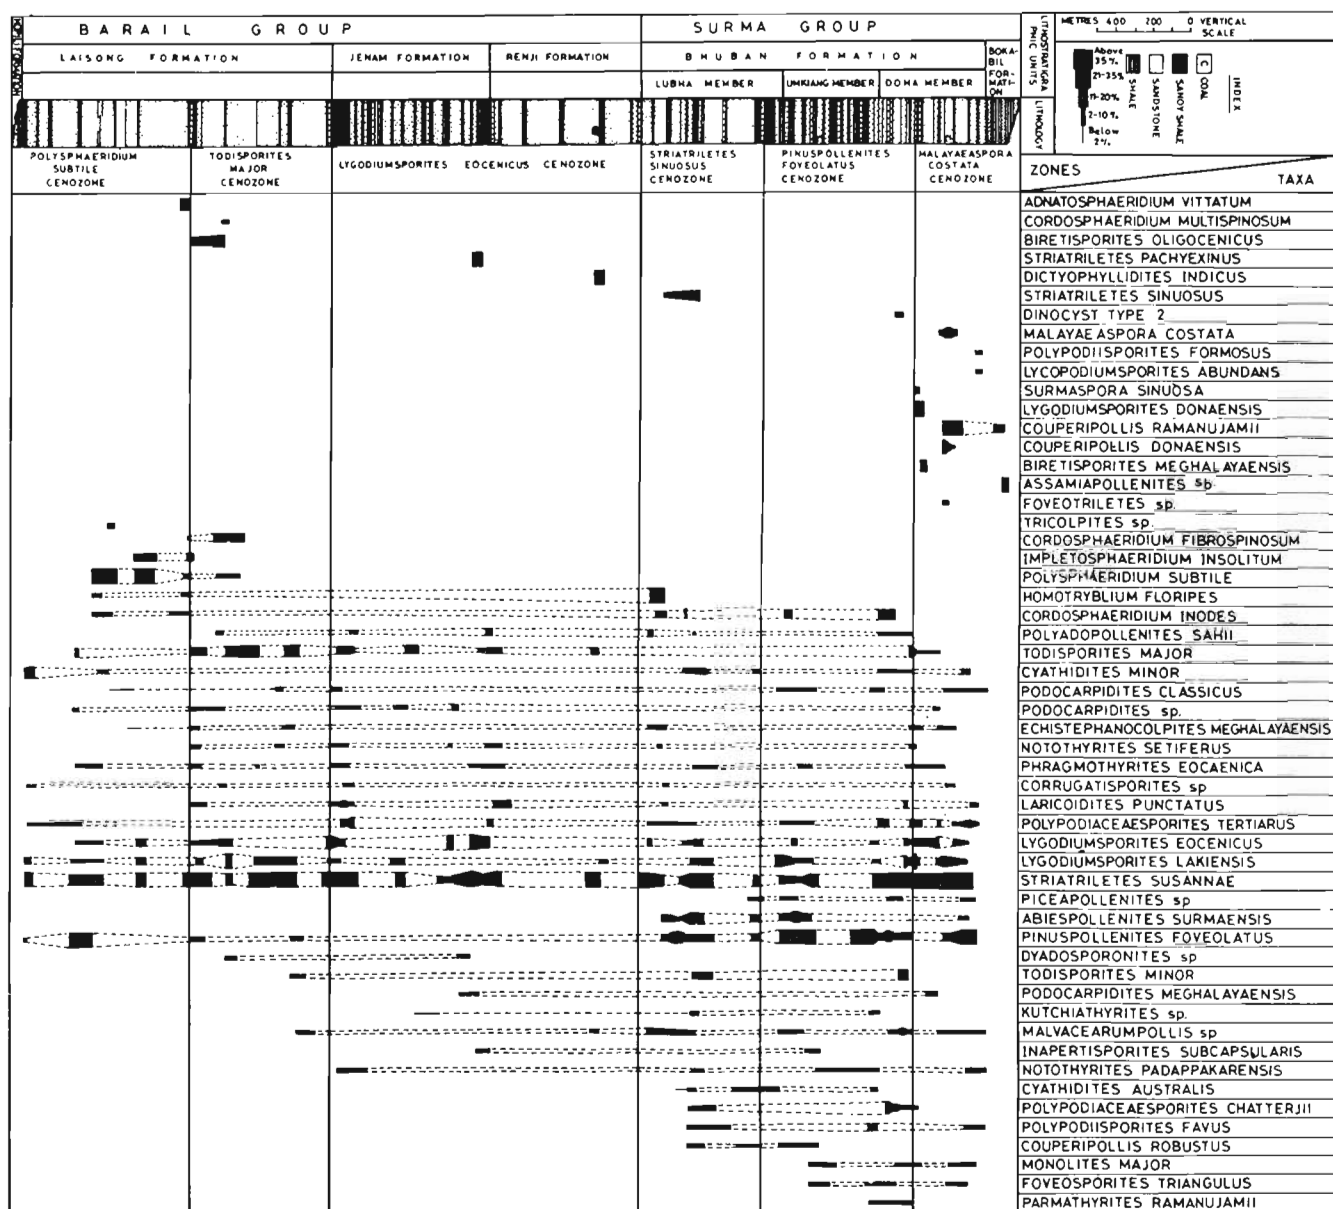 BARAIL GROUP
SURMA GROUP
LAISONG FORMATION
JENAM FORMATION
RENJI FORMATION
BHUBAN FORMATION
BOKA-
BIL
FOR-
MATI-
ON
LUBHA MEMBER
UMKIANG MEMBER
DONA MEMBER
LITHOSTRATIGRA
PHIC UNITS
LITHOLOGY
METRES 400 200 0 VERTICAL
SCALE
Above
35%
21-35%
11-20%
2-10%
Below
2%
SHALE
SANDSTONE
SANDY SHALE
C COAL
INDEX
POLYSPHAERIDIUM
SUBTILE
CENOZONE
TODISPORITES
MAJOR
CENOZONE
LYGODIUMSPORITES EOCENICUS CENOZONE
STRIATRILETES
SINUOSUS
CENOZONE
PINUSPOLLENITES
FOVEOLATUS
CENOZONE
MALAYAEASPORA
COSTATA
CENOZONE
ZONES
TAXA
ADNATOSPHAERIDIUM VITTATUM
CORDOSPHAERIDIUM MULTISPINOSUM
BIRETISPORITES OLIGOCENICUS
STRIATRILETES PACHYEXINUS
DICTYOPHYLLIDITES INDICUS
STRIATRILETES SINUOSUS
DINOCYST TYPE 2
MALAYAEASPORA COSTATA
POLYPODIISPORITES FORMOSUS
LYCOPODIUMSPORITES ABUNDANS
SURMASPORA SINUOSA
LYGODIUMSPORITES DONAENSIS
COUPERIPOLLIS RAMANUJAMII
COUPERIPOLLIS DONAENSIS
BIRETISPORITES MEGHALAYAENSIS
ASSAMIAPOLLENITES sp.
FOVEOTRILETES sp.
TRICOLPITES sp.
CORDOSPHAERIDIUM FIBROSPINOSUM
IMPLETOSPHAERIDIUM INSOLITUM
POLYSPHAERIDIUM SUBTILE
HOMOTRYBLIUM FLORIPES
CORDOSPHAERIDIUM INODES
POLYADOPOLLENITES SAHII
TODISPORITES MAJOR
CYATHIDITES MINOR
PODOCARPIDITES CLASSICUS
PODOCARPIDITES sp.
ECHISTEPHANOCOLPITES MEGHALAYAENSIS
NOTOTHYRITES SETIFERUS
PHRAGMOTHYRITES EOCAENICA
CORRUGATISPORITES sp
LARICOIDITES PUNCTATUS
POLYPODIACEAESPORITES TERTIARUS
LYGODIUMSPORITES EOCENICUS
LYGODIUMSPORITES LAKIENSIS
STRIATRILETES SUSANNAE
PICEAPOLLENITES sp
ABIESPOLLENITES SURMAENSIS
PINUSPOLLENITES FOVEOLATUS
DYADOSPORONITES sp
TODISPORITES MINOR
PODOCARPIDITES MEGHALAYAENSIS
KUTCHIATHYRITES sp.
MALVACEARUMPOLLIS sp
INAPERTISPORITES SUBCAPSULARIS
NOTOTHYRITES PADAPPAKARENSIS
CYATHIDITES AUSTRALIS
POLYPODIACEAESPORITES CHATTERJII
POLYPODIISPORITES FAVUS
COUPERIPOLLIS ROBUSTUS
MONOLITES MAJOR
FOVEOSPORITES TRIANGULUS
PARMATHYRITES RAMANUJAMII